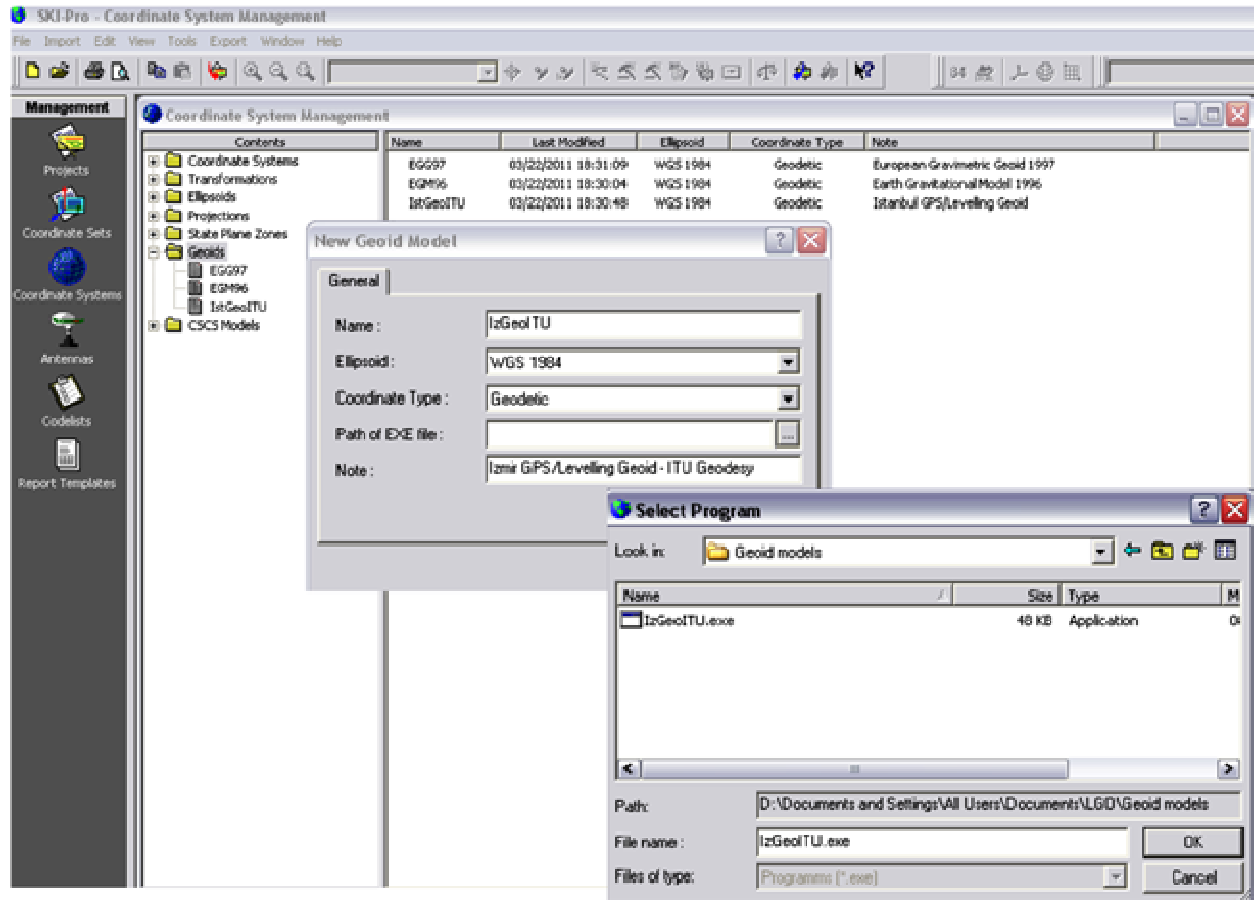 SKI-Pro - Coordinate System Management
File Import Edit View Tools Export Window Help
Management
Projects
Coordinate Sets
Coordinate Systems
Antennas
Codelists
Report Templates
Coordinate System Management
Contents
Coordinate Systems
Transformations
Ellipsoids
Projections
State Plane Zones
Geoids
EGG97
EGM96
IstGeoITU
CSCS Models
Name Last Modified Ellipsoid Coordinate Type Note
EGG97 03/22/2011 18:31:09 WGS 1984 Geodetic European Gravimetric Geoid 1997
EGM96 03/22/2011 18:30:04 WGS 1984 Geodetic Earth Gravitational Modell 1996
IstGeoITU 03/22/2011 18:30:48 WGS 1984 Geodetic Istanbul GPS/Levelling Geoid
New Geoid Model
General
Name : IzGeoITU
Ellipsoid : WGS 1984
Coordinate Type : Geodetic
Path of EXE file : ...
Note : Izmir GPS/Levelling Geoid - ITU Geodesy
Select Program
Look in: Geoid models
Name Size Type M
IzGeoITU.exe 48 KB Application
Path: D:\Documents and Settings\All Users\Documents\LGO\Geoid models
File name : IzGeoITU.exe OK
Files of type: Programms (*.exe) Cancel